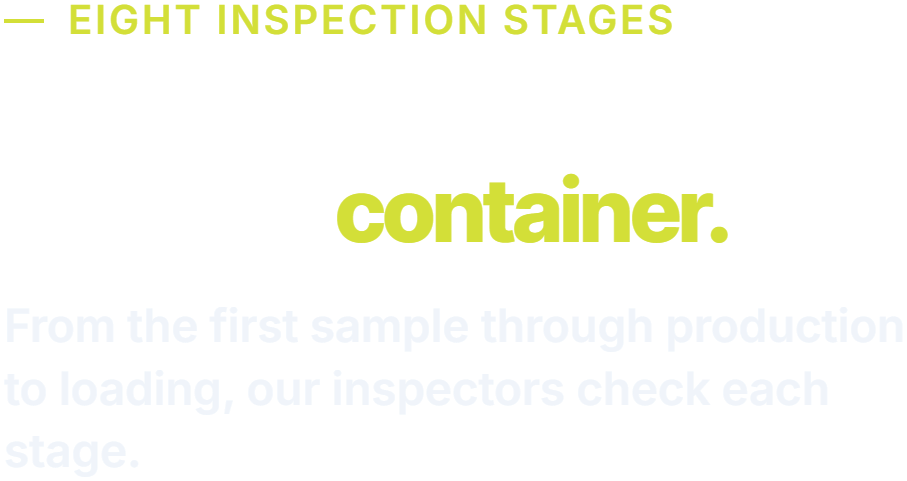 — EIGHT INSPECTION STAGES
container.
From the first sample through production
to loading, our inspectors check each
stage.